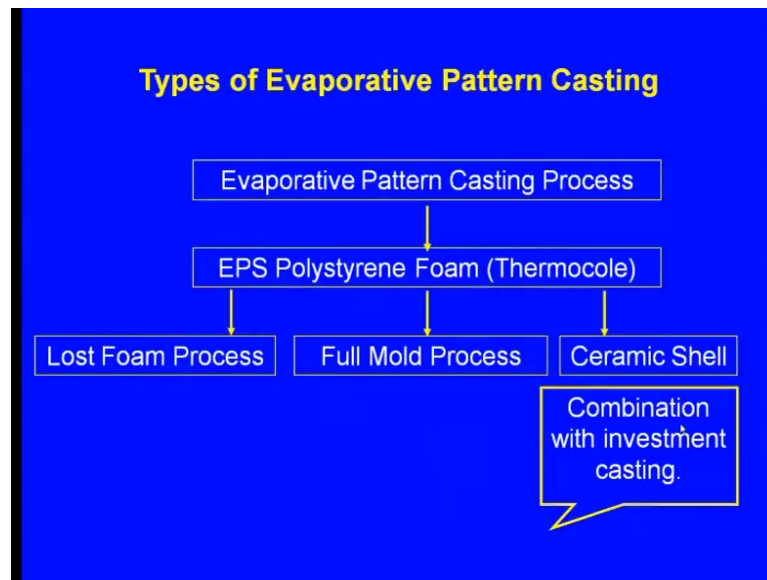 Types of Evaporative Pattern Casting
Evaporative Pattern Casting Process
EPS Polystyrene Foam (Thermocole)
Lost Foam Process
Full Mold Process
Ceramic Shell
Combination
with investment
casting.